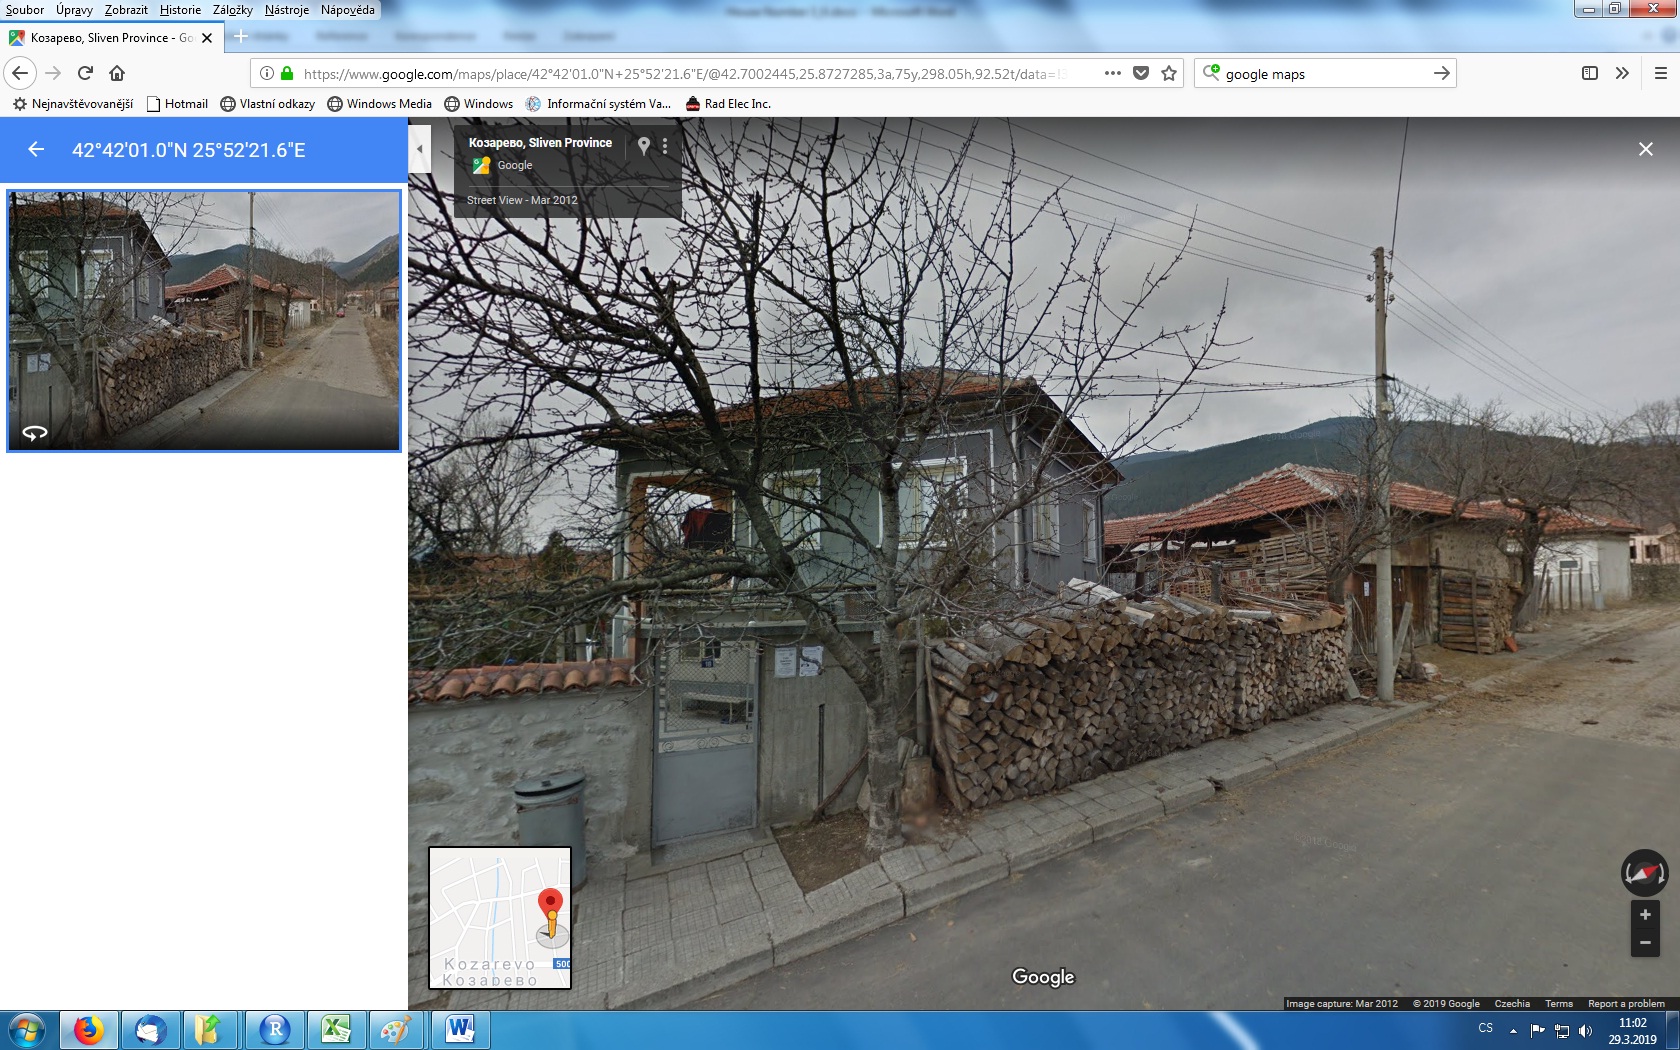 Soubor Úpravy Zobrazit Historie Záložky Nástroje Nápověda
Козарево, Sliven Province - Go
https://www.google.com/maps/place/42°42'01.0"N+25°52'21.6"E/@42.7002445,25.8727285,3a,75y,298.05h,92.52t/data=!3
google maps
Nejnavštěvovanější Hotmail Vlastní odkazy Windows Media Windows Informační systém Va... Rad Elec Inc.
42°42'01.0"N 25°52'21.6"E
Козарево, Sliven Province
Google
Street View - Mar 2012
Kozarevo
Козарево
500
Google
Image capture: Mar 2012 © 2019 Google Czechia Terms Report a problem
CS
11:02
29.3.2019